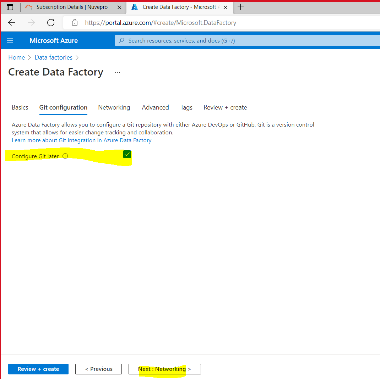 Subscription Details | Nuvepro
Create Data Factory - Microsoft
https://portal.azure.com/#create/Microsoft.DataFactory
Microsoft Azure
Search resources, services, and docs (G+/)
Home > Data factories >
Create Data Factory ...
Basics Git configuration Networking Advanced Tags Review + create
Azure Data Factory allows you to configure a Git repository with either Azure DevOps or GitHub. Git is a version control
system that allows for easier change tracking and collaboration.
Learn more about Git integration in Azure Data Factory
Configure Git later
Review + create < Previous Next : Networking >